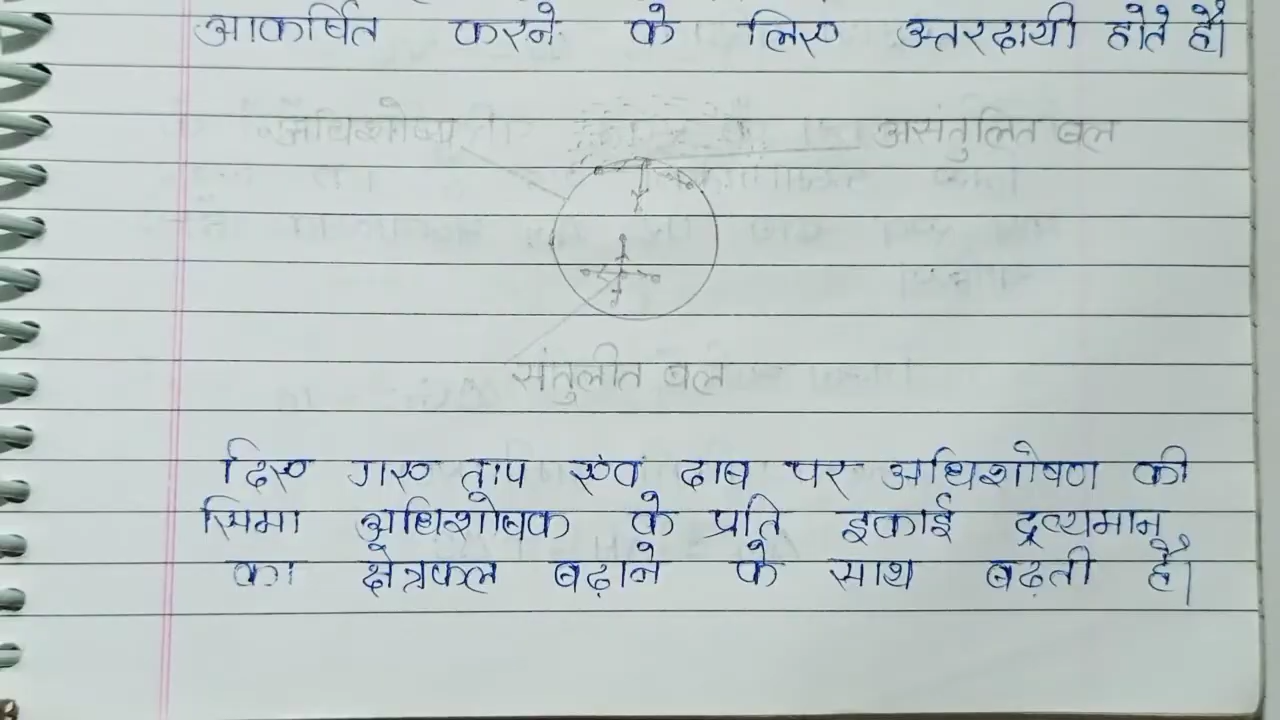 आकर्षित करने के लिए उत्तरदायी होते है।
अधिशोष्य
असंतुलित बल
संतुलीत बल
दिए गए ताप एवं दाब पर अधिशोषण की
सिमा अधिशोषक के प्रति इकाई द्रव्यमान
का क्षेत्रफल बढ़ाने के साथ बढ़ती है।